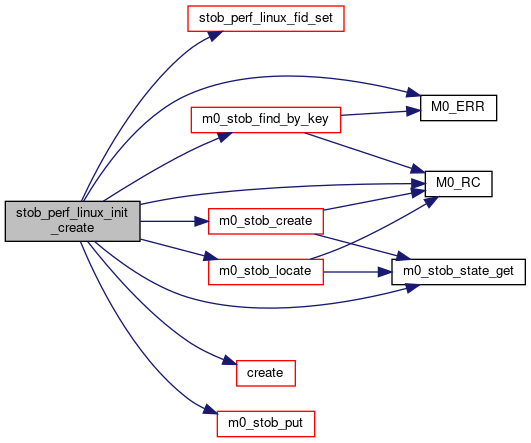 stob_perf_linux_fid_set
M0_ERR
m0_stob_find_by_key
M0_RC
stob_perf_linux_init
_create
m0_stob_create
m0_stob_locate
m0_stob_state_get
create
m0_stob_put